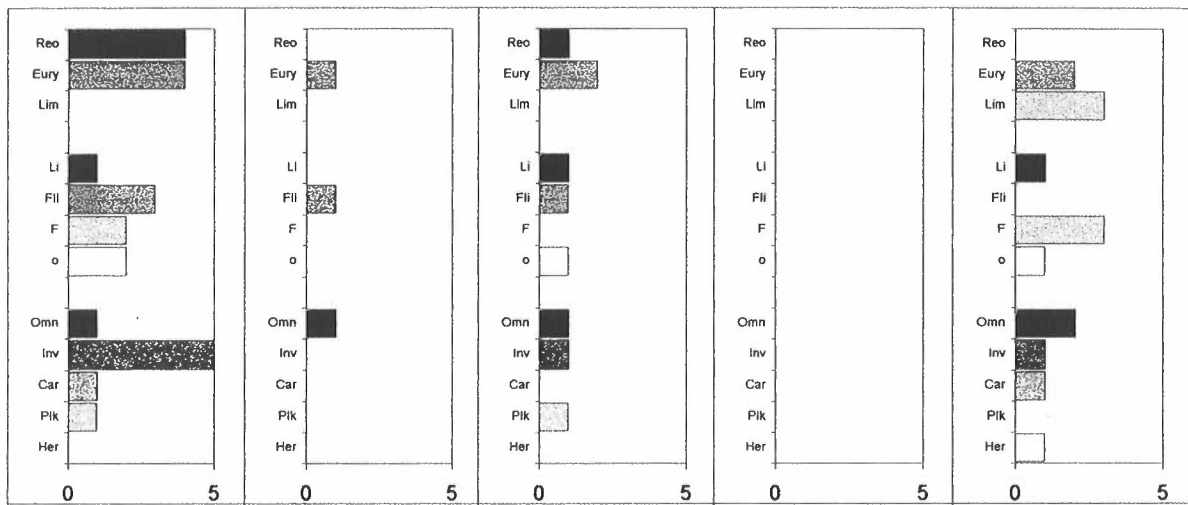 Reo
Eury
Lim
Li
Fli
F
o
Omn
Inv
Car
Plk
Her
0 5
Reo
Eury
Lim
Li
Fli
F
o
Omn
Inv
Car
Plk
Her
0 5
Reo
Eury
Lim
Li
Fli
F
o
Omn
Inv
Car
Plk
Her
0 5
Reo
Eury
Lim
Li
Fli
F
o
Omn
Inv
Car
Plk
Her
0 5
Reo
Eury
Lim
Li
Fli
F
o
Omn
Inv
Car
Plk
Her
0 5